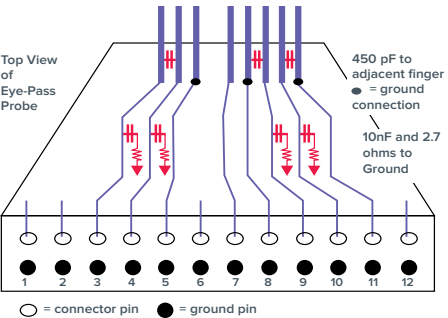 Top View
of
Eye-Pass
Probe
450 pF to
adjacent finger
= ground
connection
10nF and 2.7
ohms to
Ground
1 2 3 4 5 6 7 8 9 10 11 12
= connector pin = ground pin